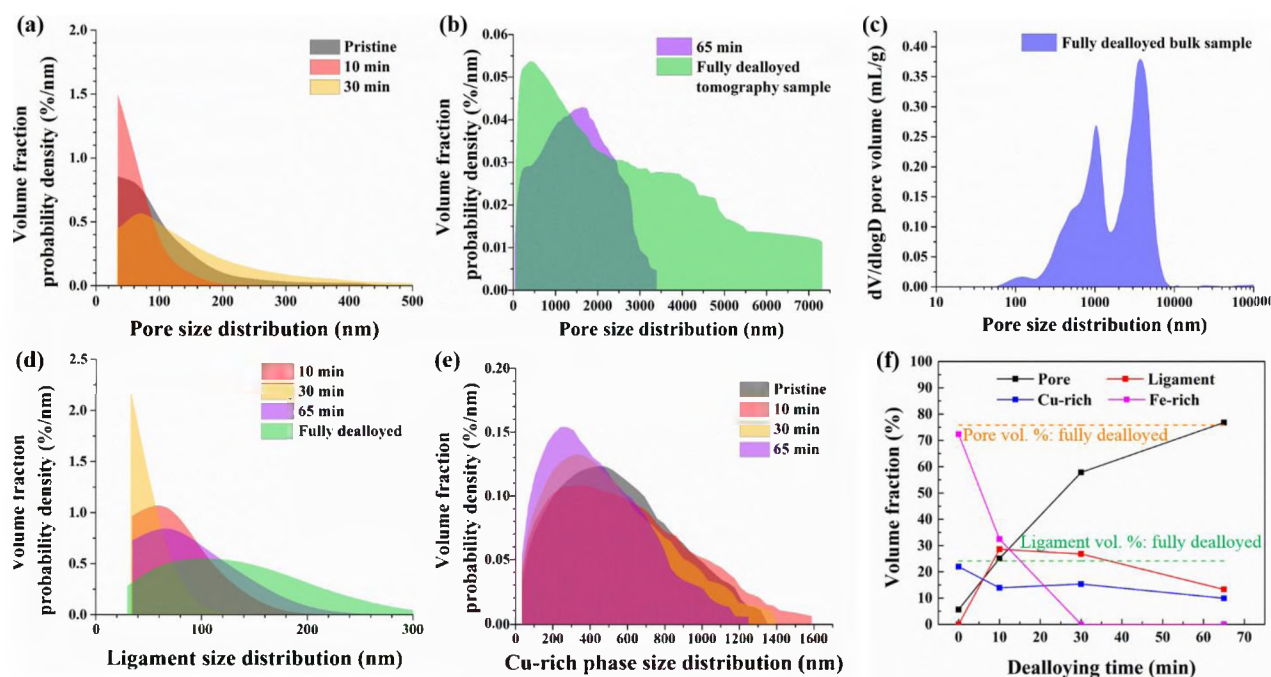 (a)
2.0
1.5
1.0
0.5
0.0
Volume fraction
probability density (%/nm)
Pristine
10 min
30 min
0 100 200 300 400 500
Pore size distribution (nm)
(b)
0.06
0.05
0.04
0.03
0.02
0.01
0.00
Volume fraction
probability density (%/nm)
65 min
Fully dealloyed
tomography sample
0 1000 2000 3000 4000 5000 6000 7000
Pore size distribution (nm)
(c)
0.40
0.35
0.30
0.25
0.20
0.15
0.10
0.05
0.00
dV/dlogD pore volume (mL/g)
Fully dealloyed bulk sample
10 100 1000 10000 100000
Pore size distribution (nm)
(d)
2.5
2.0
1.5
1.0
0.5
0.0
Volume fraction
probability density (%/nm)
10 min
30 min
65 min
Fully dealloyed
0 100 200 300
Ligament size distribution (nm)
(e)
0.20
0.15
0.10
0.05
0.00
Volume fraction
probability density (%/nm)
Pristine
10 min
30 min
65 min
0 200 400 600 800 1000 1200 1400 1600
Cu-rich phase size distribution (nm)
(f)
100
90
80
70
60
50
40
30
20
10
0
Volume fraction (%)
Pore Ligament
Cu-rich Fe-rich
Pore vol. %: fully dealloyed
Ligament vol. %: fully dealloyed
0 10 20 30 40 50 60 70
Dealloying time (min)